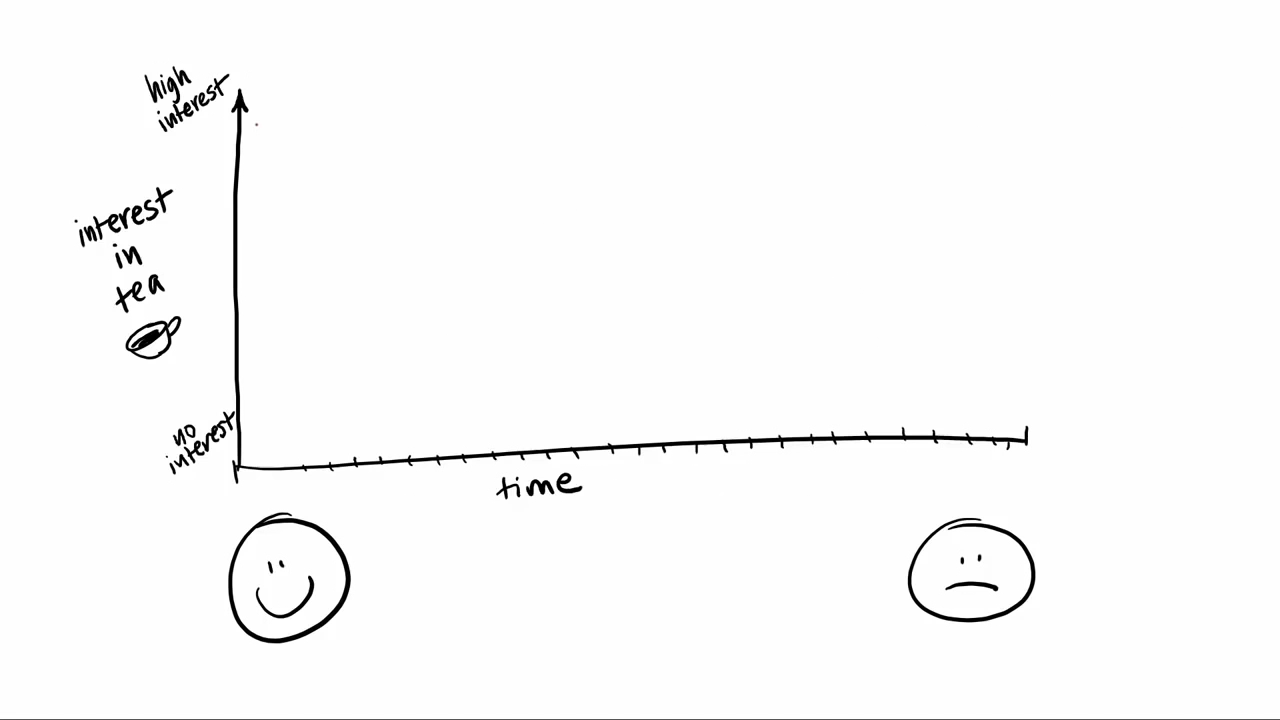 high
interest
interest
in
tea
no
interest
time